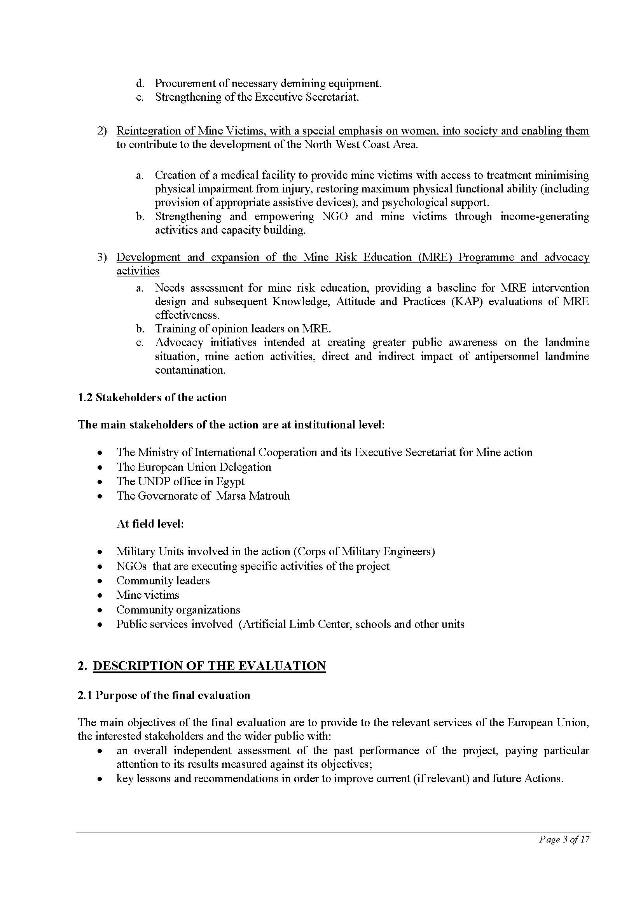 d. Procurement of necessary demining equipment.
e. Strengthening of the Executive Secretariat.
2) Reintegration of Mine Victims, with a special emphasis on women, into society and enabling them
to contribute to the development of the North West Coast Area.
a. Creation of a medical facility to provide mine victims with access to treatment minimising
physical impairment from injury, restoring maximum physical functional ability (including
provision of appropriate assistive devices), and psychological support.
b. Strengthening and empowering NGO and mine victims through income-generating
activities and capacity building.
3) Development and expansion of the Mine Risk Education (MRE) Programme and advocacy
activities
a. Needs assessment for mine risk education, providing a baseline for MRE intervention
design and subsequent Knowledge, Attitude and Practices (KAP) evaluations of MRE
effectiveness.
b. Training of opinion leaders on MRE.
c. Advocacy initiatives intended at creating greater public awareness on the landmine
situation, mine action activities, direct and indirect impact of antipersonnel landmine
contamination.
1.2 Stakeholders of the action
The main stakeholders of the action are at institutional level:
• The Ministry of International Cooperation and its Executive Secretariat for Mine action
• The European Union Delegation
• The UNDP office in Egypt
• The Governorate of Marsa Matrouh
At field level:
• Military Units involved in the action (Corps of Military Engineers)
• NGOs that are executing specific activities of the project
• Community leaders
• Mine victims
• Community organizations
• Public services involved (Artificial Limb Center, schools and other units
2. DESCRIPTION OF THE EVALUATION
2.1 Purpose of the final evaluation
The main objectives of the final evaluation are to provide to the relevant services of the European Union,
the interested stakeholders and the wider public with:
• an overall independent assessment of the past performance of the project, paying particular
attention to its results measured against its objectives;
• key lessons and recommendations in order to improve current (if relevant) and future Actions.
Page 3 of 17